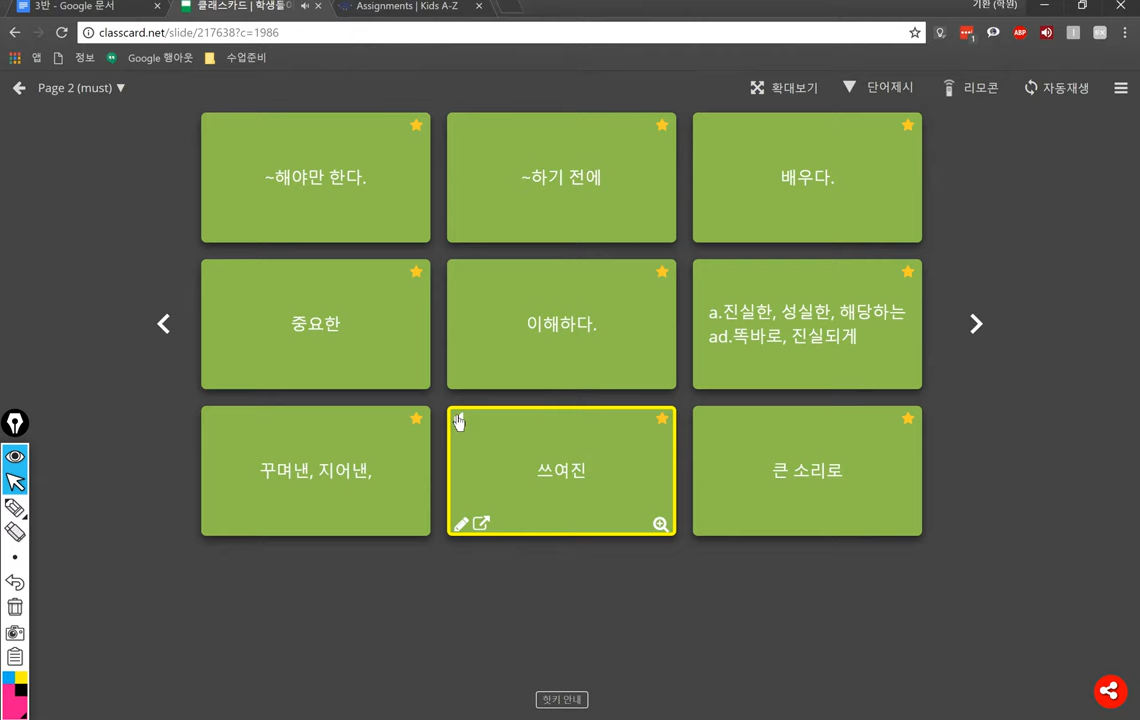 3반 - Google 문서
클래스카드 | 학생들이
Assignments | Kids A-Z
기환 (학원)
classcard.net/slide/217638?c=1986
앱
정보
Google 행아웃
수업준비
Page 2 (must) ▼
확대보기
단어제시
리모콘
자동재생
~해야만 한다.
~하기 전에
배우다.
중요한
이해하다.
a.진실한, 성실한, 해당하는
ad.똑바로, 진실되게
꾸며낸, 지어낸,
쓰여진
큰 소리로
핫키 안내